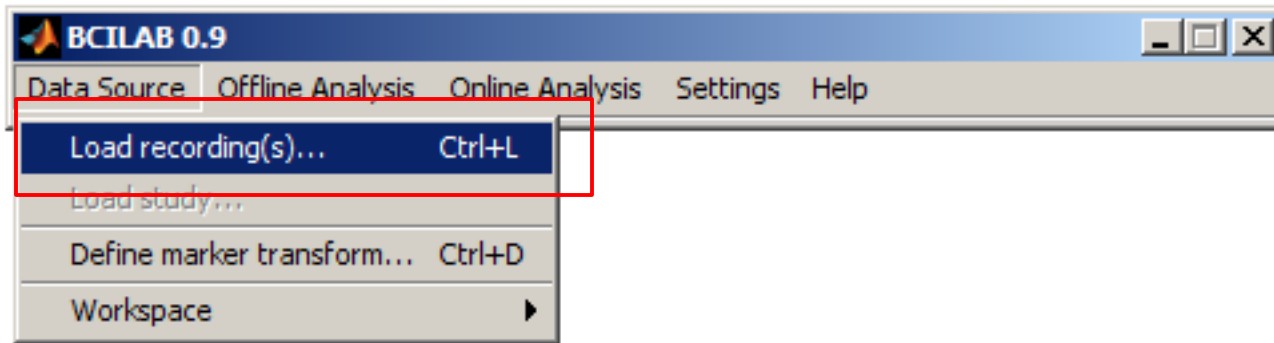 BCILAB 0.9
Data Source Offline Analysis Online Analysis Settings Help
Load recording(s)... Ctrl+L
Load study...
Define marker transform... Ctrl+D
Workspace